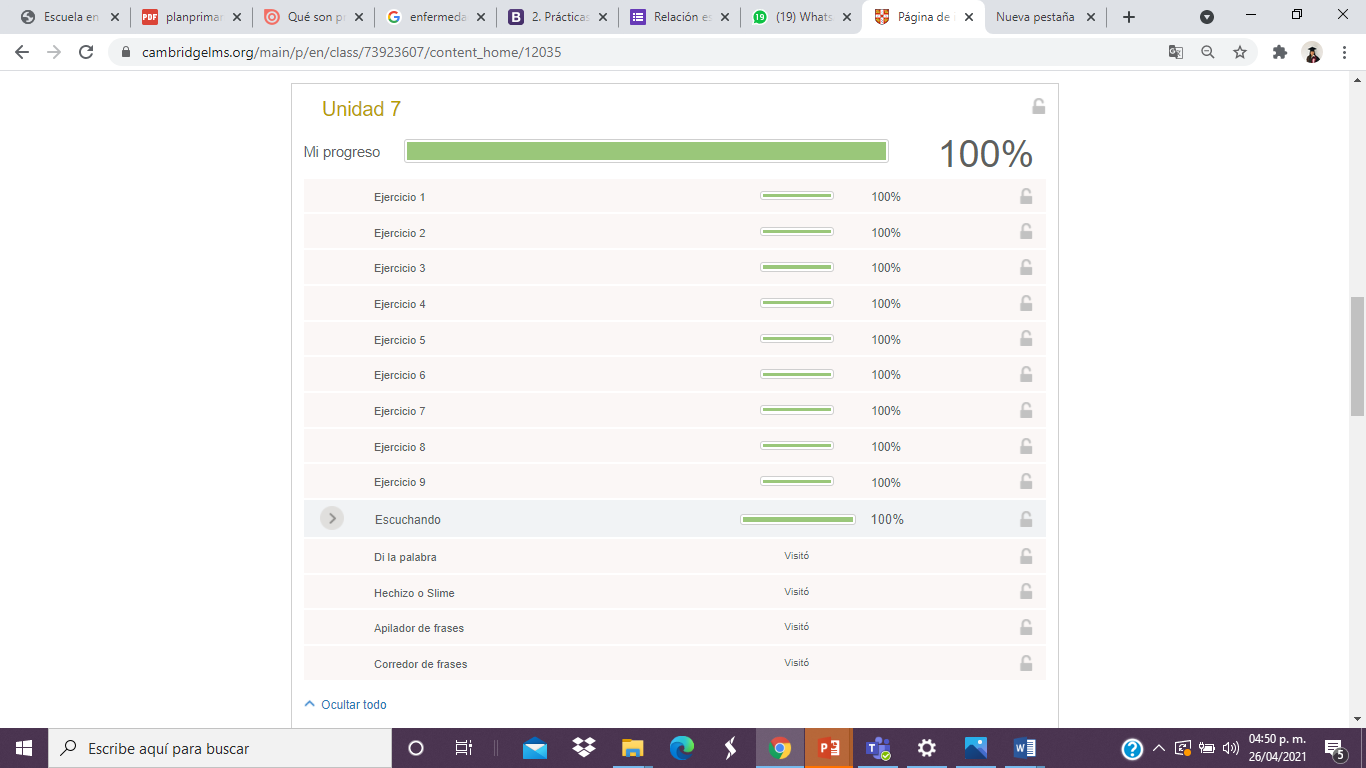 Escuela en
planprimar
Qué son pr
enfermeda
2. Prácticas
Relación es
(19) Whats
Página de
Nueva pestaña
cambridgelms.org/main/p/en/class/73923607/content_home/12035
Unidad 7
Mi progreso 100%
Ejercicio 1 100%
Ejercicio 2 100%
Ejercicio 3 100%
Ejercicio 4 100%
Ejercicio 5 100%
Ejercicio 6 100%
Ejercicio 7 100%
Ejercicio 8 100%
Ejercicio 9 100%
Escuchando 100%
Di la palabra Visitó
Hechizo o Slime Visitó
Apilador de frases Visitó
Corredor de frases Visitó
Ocultar todo
Escribe aquí para buscar
04:50 p. m.
26/04/2021
5